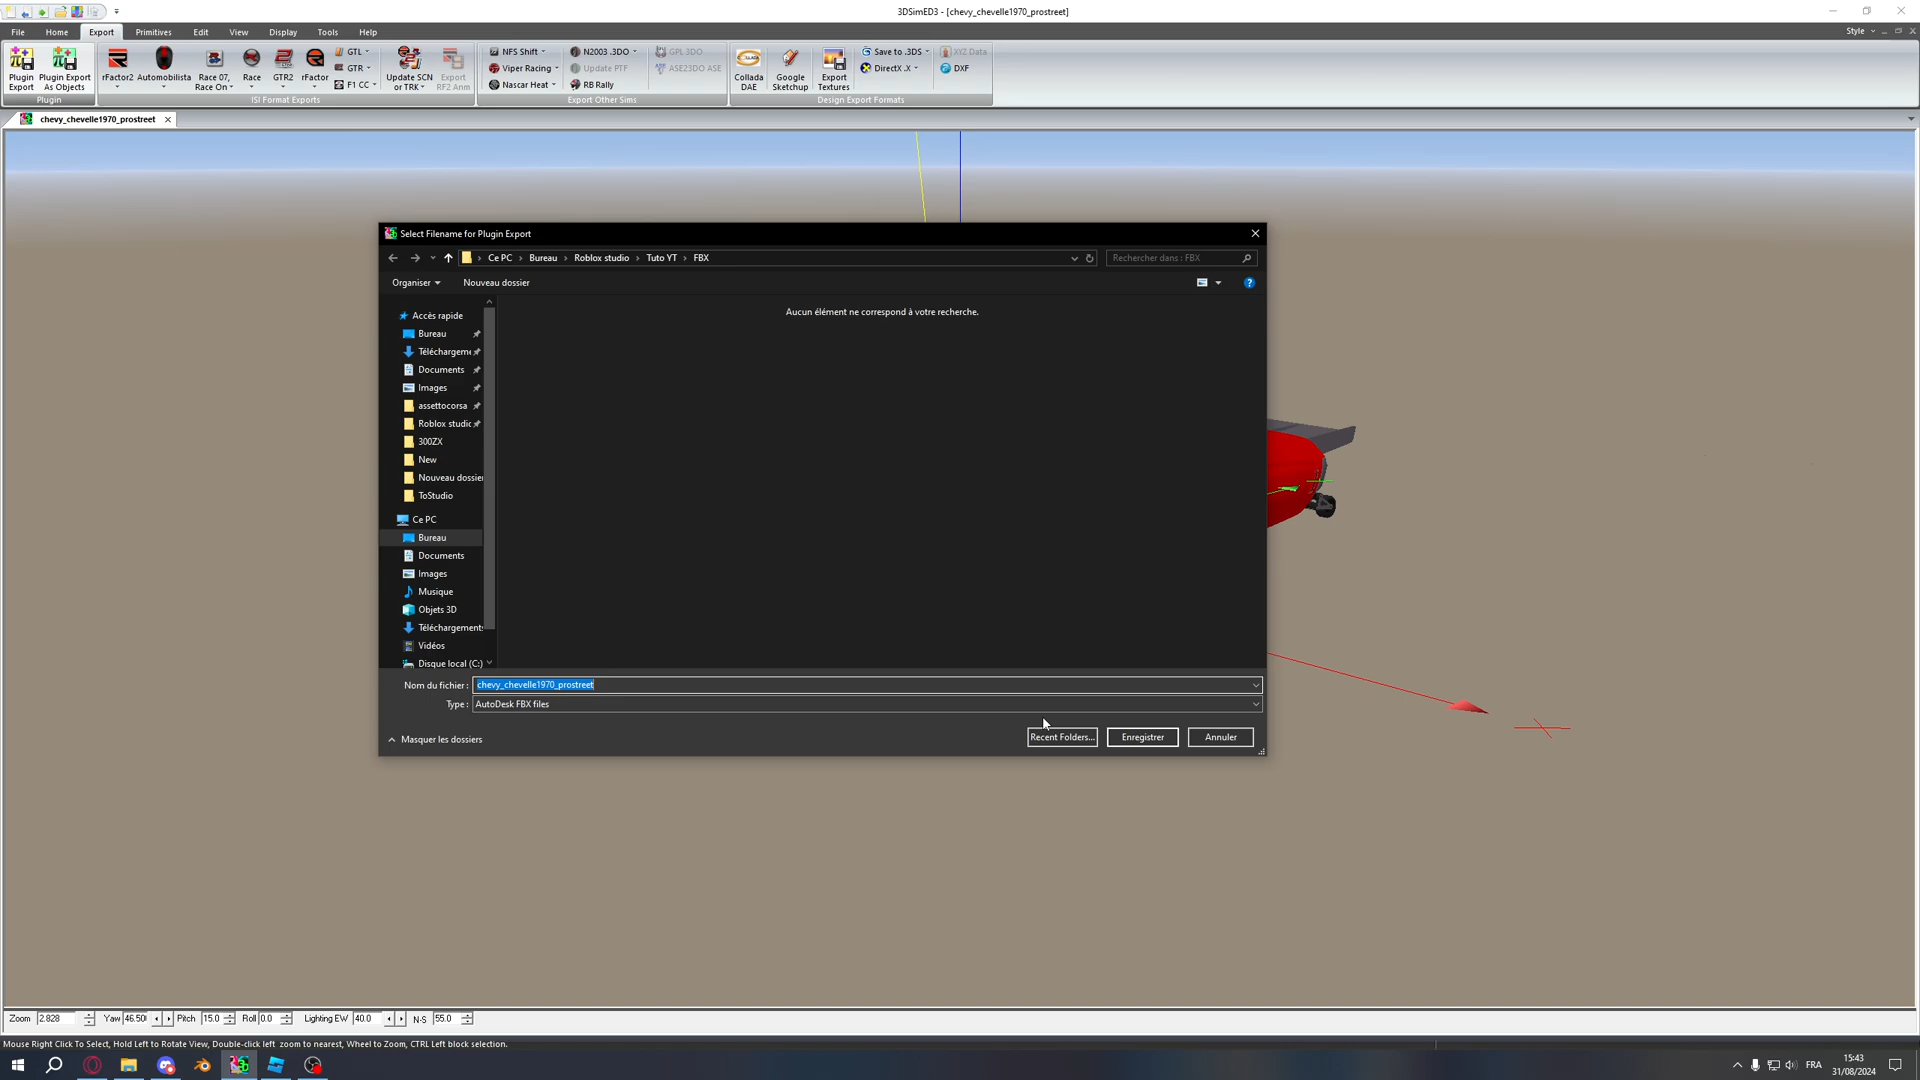 3DSimED3 - [chevy_chevelle1970_prostreet]
File Home Export Primitives Edit View Display Tools Help Style
Plugin Export
Plugin Export As Objects
rFactor2
Automobilista
Race 07, Race On
Race
GTR2
rFactor
GTL
GTR
F1 CC
Update SCN or TRK
Export RF2 Anm
NFS Shift
Viper Racing
Nascar Heat
N2003 .3DO
Update PTF
RB Rally
GPL 3DO
ASE23DO ASE
Collada DAE
Google Sketchup
Export Textures
Save to .3DS
DirectX .X
XYZ Data
DXF
Plugin
ISI Format Exports
Export Other Sims
Design Export Formats
chevy_chevelle1970_prostreet
Select Filename for Plugin Export
Ce PC › Bureau › Roblox studio › Tuto YT › FBX
Rechercher dans : FBX
Organiser
Nouveau dossier
Aucun élément ne correspond à votre recherche.
Accès rapide
Bureau
Téléchargeme
Documents
Images
assettocorsa
Roblox studio
300ZX
New
Nouveau dossier
ToStudio
Ce PC
Bureau
Documents
Images
Musique
Objets 3D
Téléchargements
Vidéos
Disque local (C:)
Nom du fichier : chevy_chevelle1970_prostreet
Type : AutoDesk FBX files
Masquer les dossiers
Recent Folders...
Enregistrer
Annuler
Zoom 2.828 Yaw 46.50 Pitch 15.0 Roll 0.0 Lighting EW 40.0 N-S 55.0
Mouse Right Click To Select, Hold Left to Rotate View, Double-click left zoom to nearest, Wheel to Zoom, CTRL Left block selection.
FRA
15:43
31/08/2024